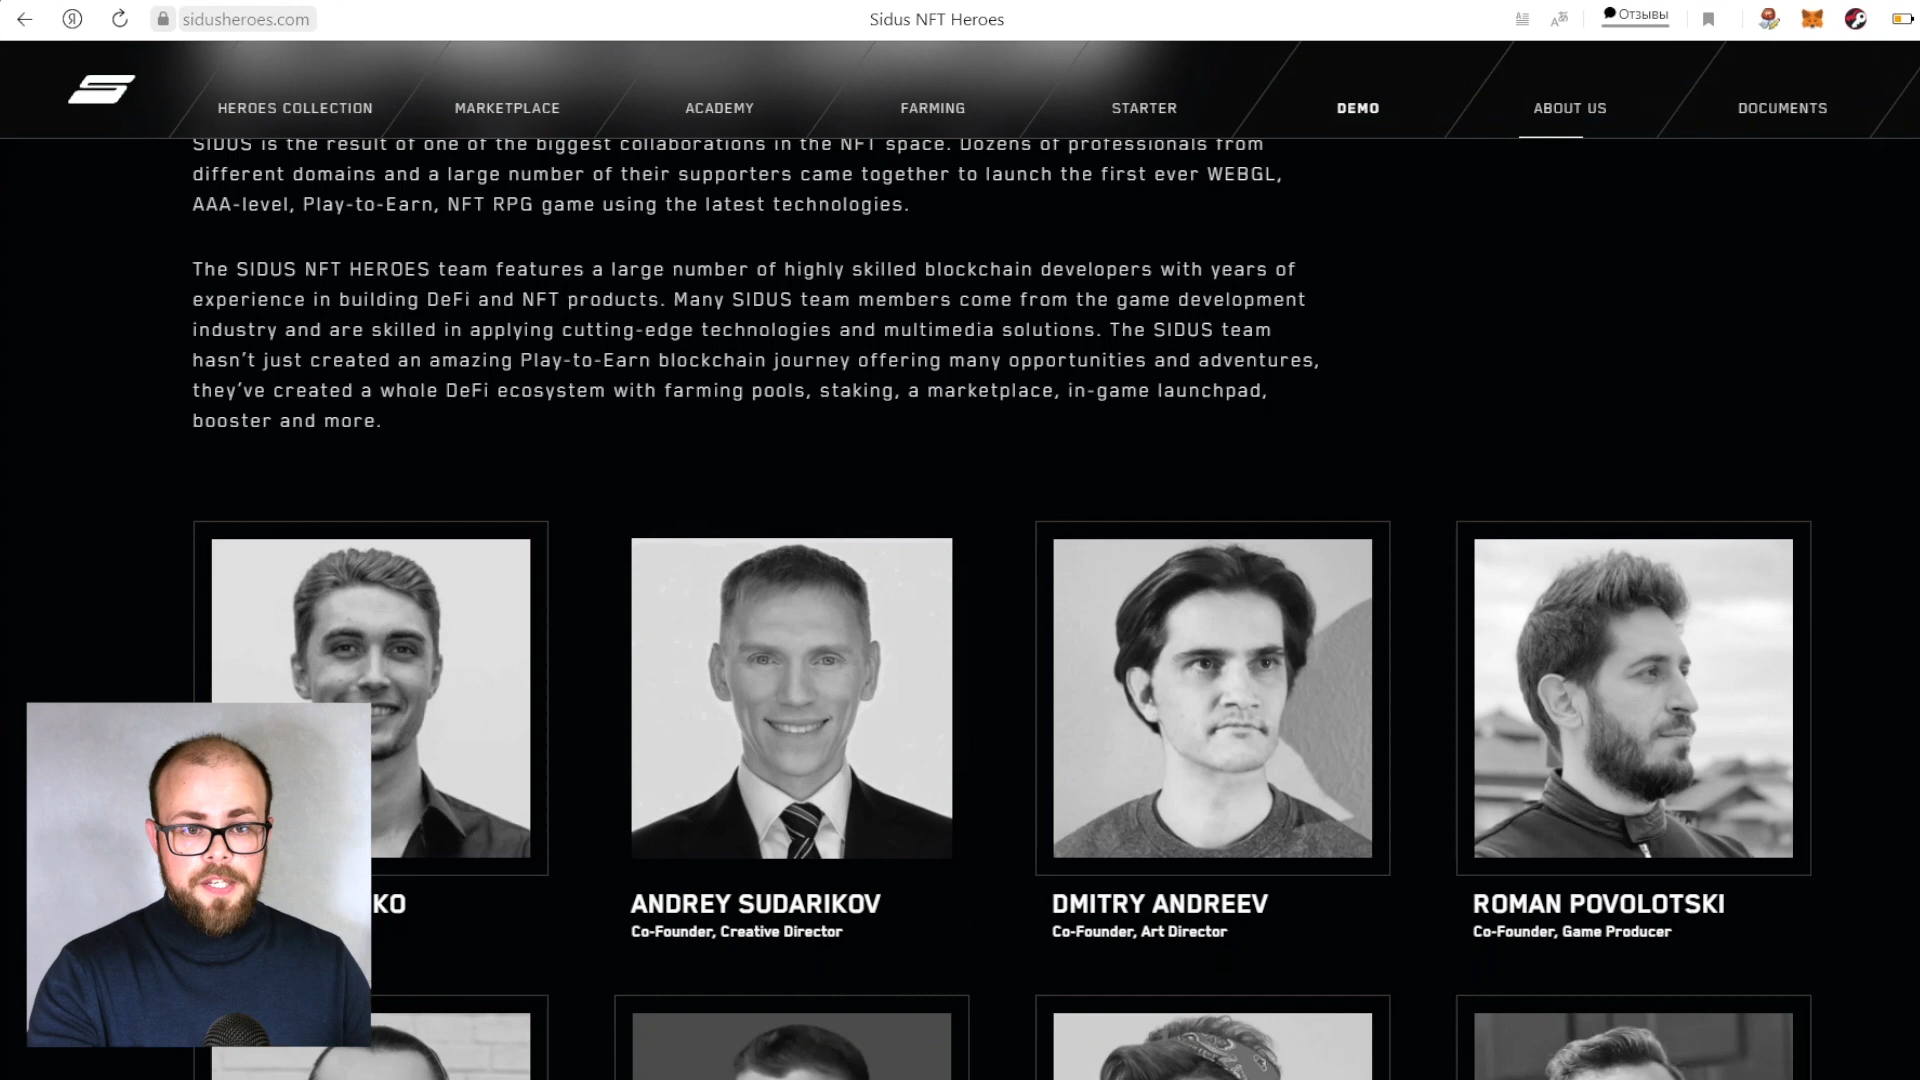 sidusheroes.com
Sidus NFT Heroes
Отзывы
HEROES COLLECTION
MARKETPLACE
ACADEMY
FARMING
STARTER
DEMO
ABOUT US
DOCUMENTS
SIDUS is the result of one of the biggest collaborations in the NFT space. Dozens of professionals from
different domains and a large number of their supporters came together to launch the first ever WEBGL,
AAA-level, Play-to-Earn, NFT RPG game using the latest technologies.
The SIDUS NFT HEROES team features a large number of highly skilled blockchain developers with years of
experience in building DeFi and NFT products. Many SIDUS team members come from the game development
industry and are skilled in applying cutting-edge technologies and multimedia solutions. The SIDUS team
hasn't just created an amazing Play-to-Earn blockchain journey offering many opportunities and adventures,
they've created a whole DeFi ecosystem with farming pools, staking, a marketplace, in-game launchpad,
booster and more.
KO
ANDREY SUDARIKOV
Co-Founder, Creative Director
DMITRY ANDREEV
Co-Founder, Art Director
ROMAN POVOLOTSKI
Co-Founder, Game Producer